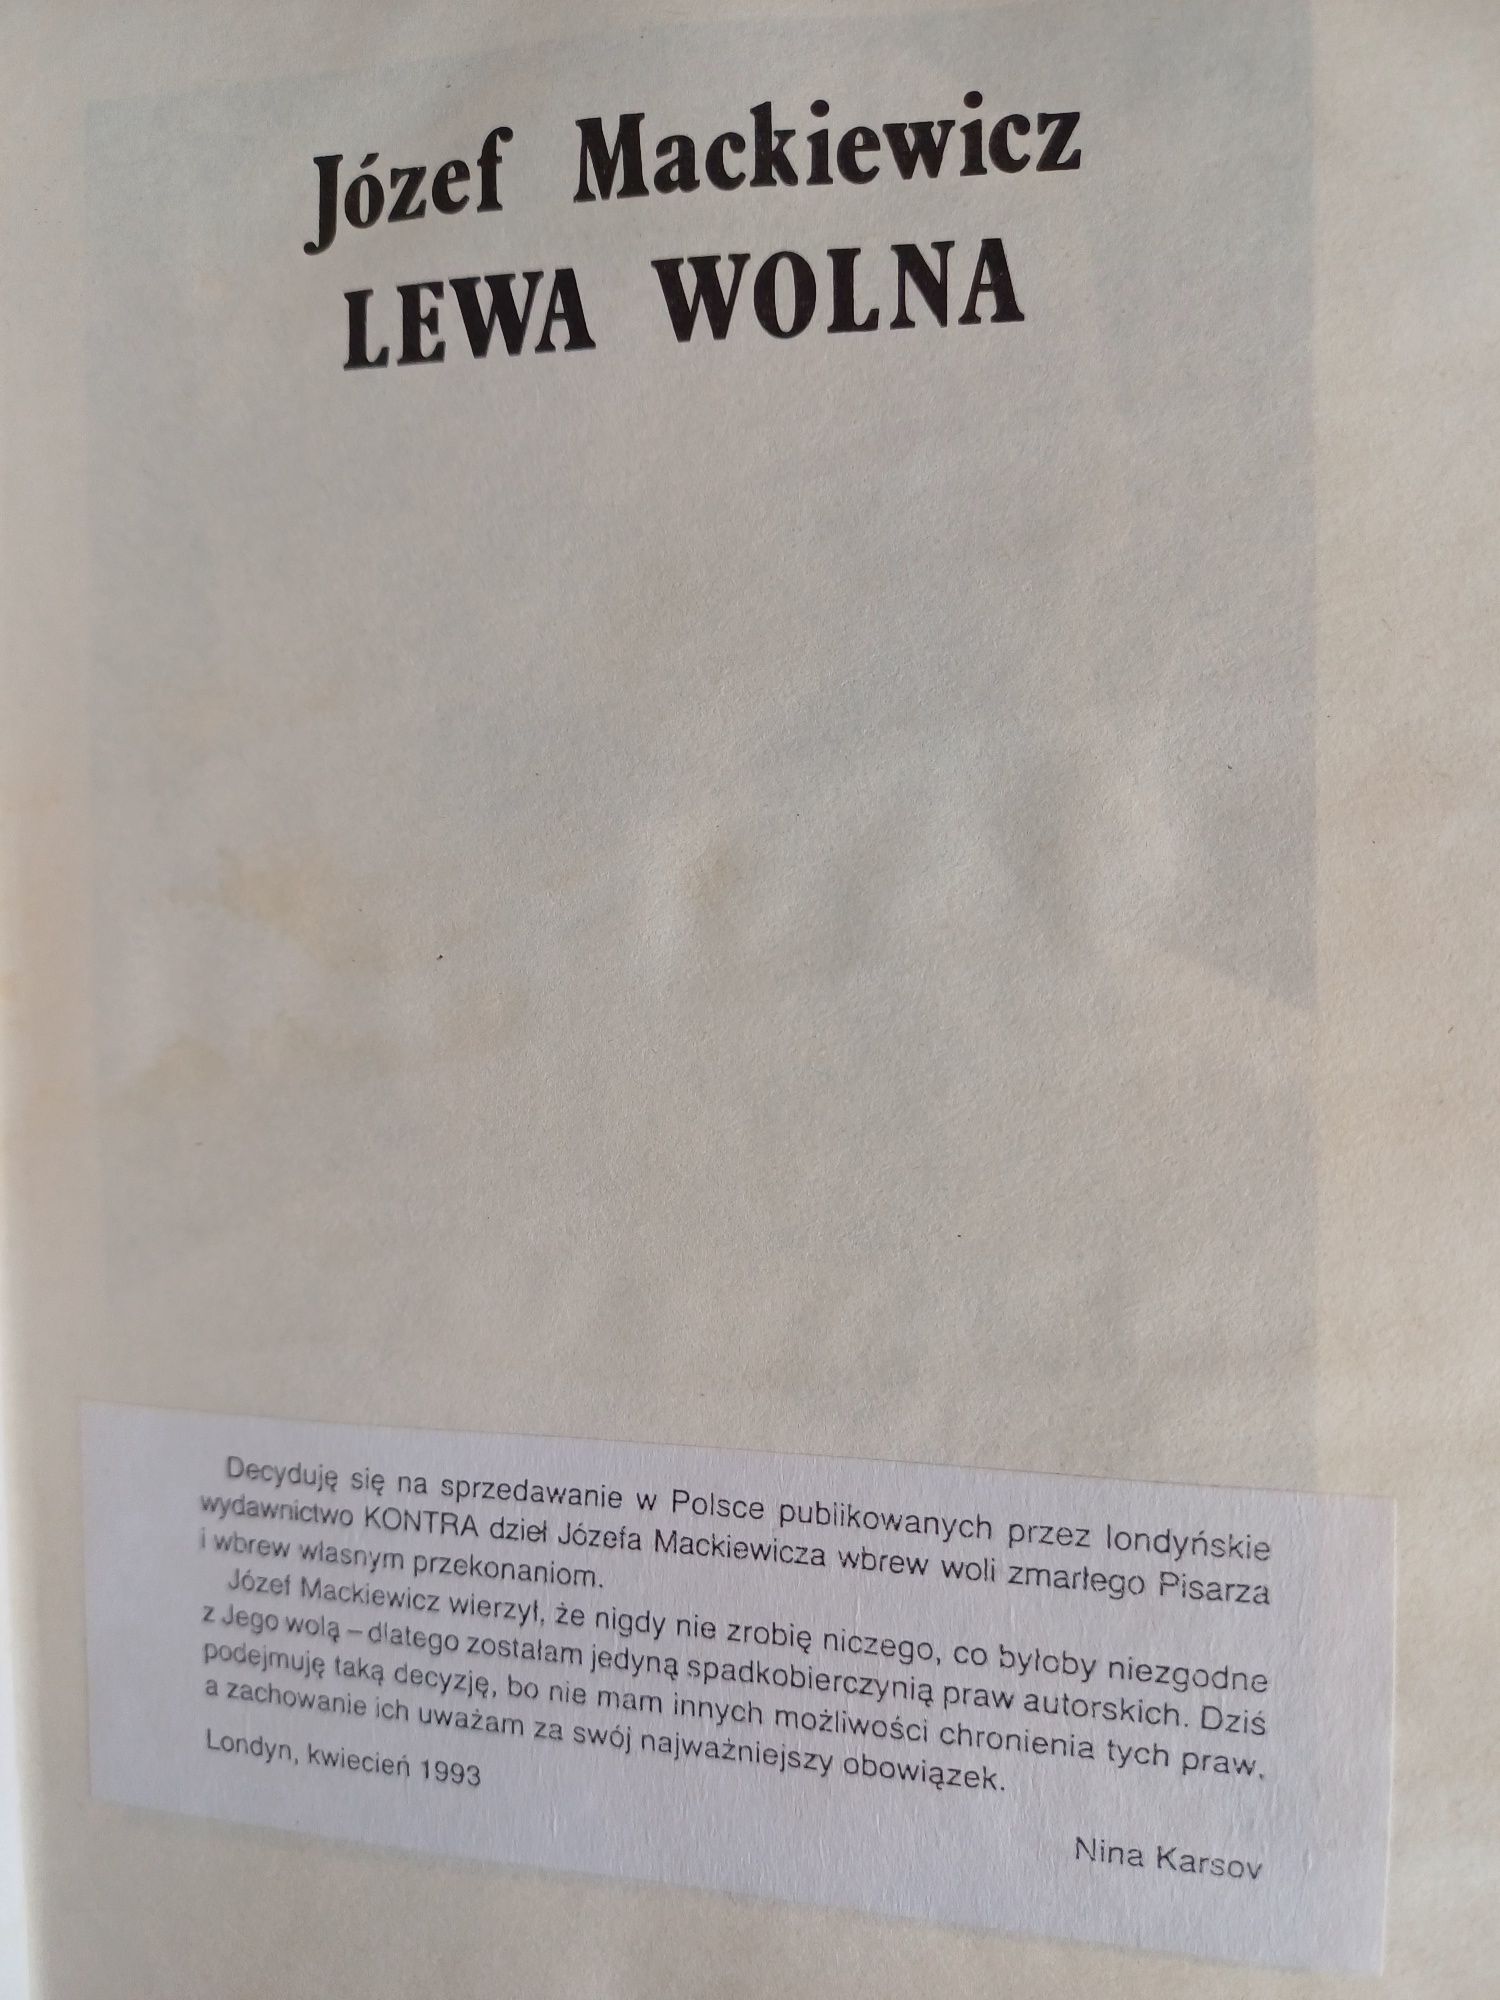 Józef Mackiewicz
LEWA WOLNA
Decyduję się na sprzedawanie w Polsce publikowanych przez londyńskie
wydawnictwo KONTRA dzieł Józefa Mackiewicza wbrew woli zmarłego Pisarza
i wbrew własnym przekonaniom.
Józef Mackiewicz wierzył, że nigdy nie zrobię niczego, co byłoby niezgodne
z Jego wolą – dlatego zostałam jedyną spadkobierczynią praw autorskich. Dziś
podejmuję taką decyzję, bo nie mam innych możliwości chronienia tych praw,
a zachowanie ich uważam za swój najważniejszy obowiązek.
Londyn, kwiecień 1993
Nina Karsov